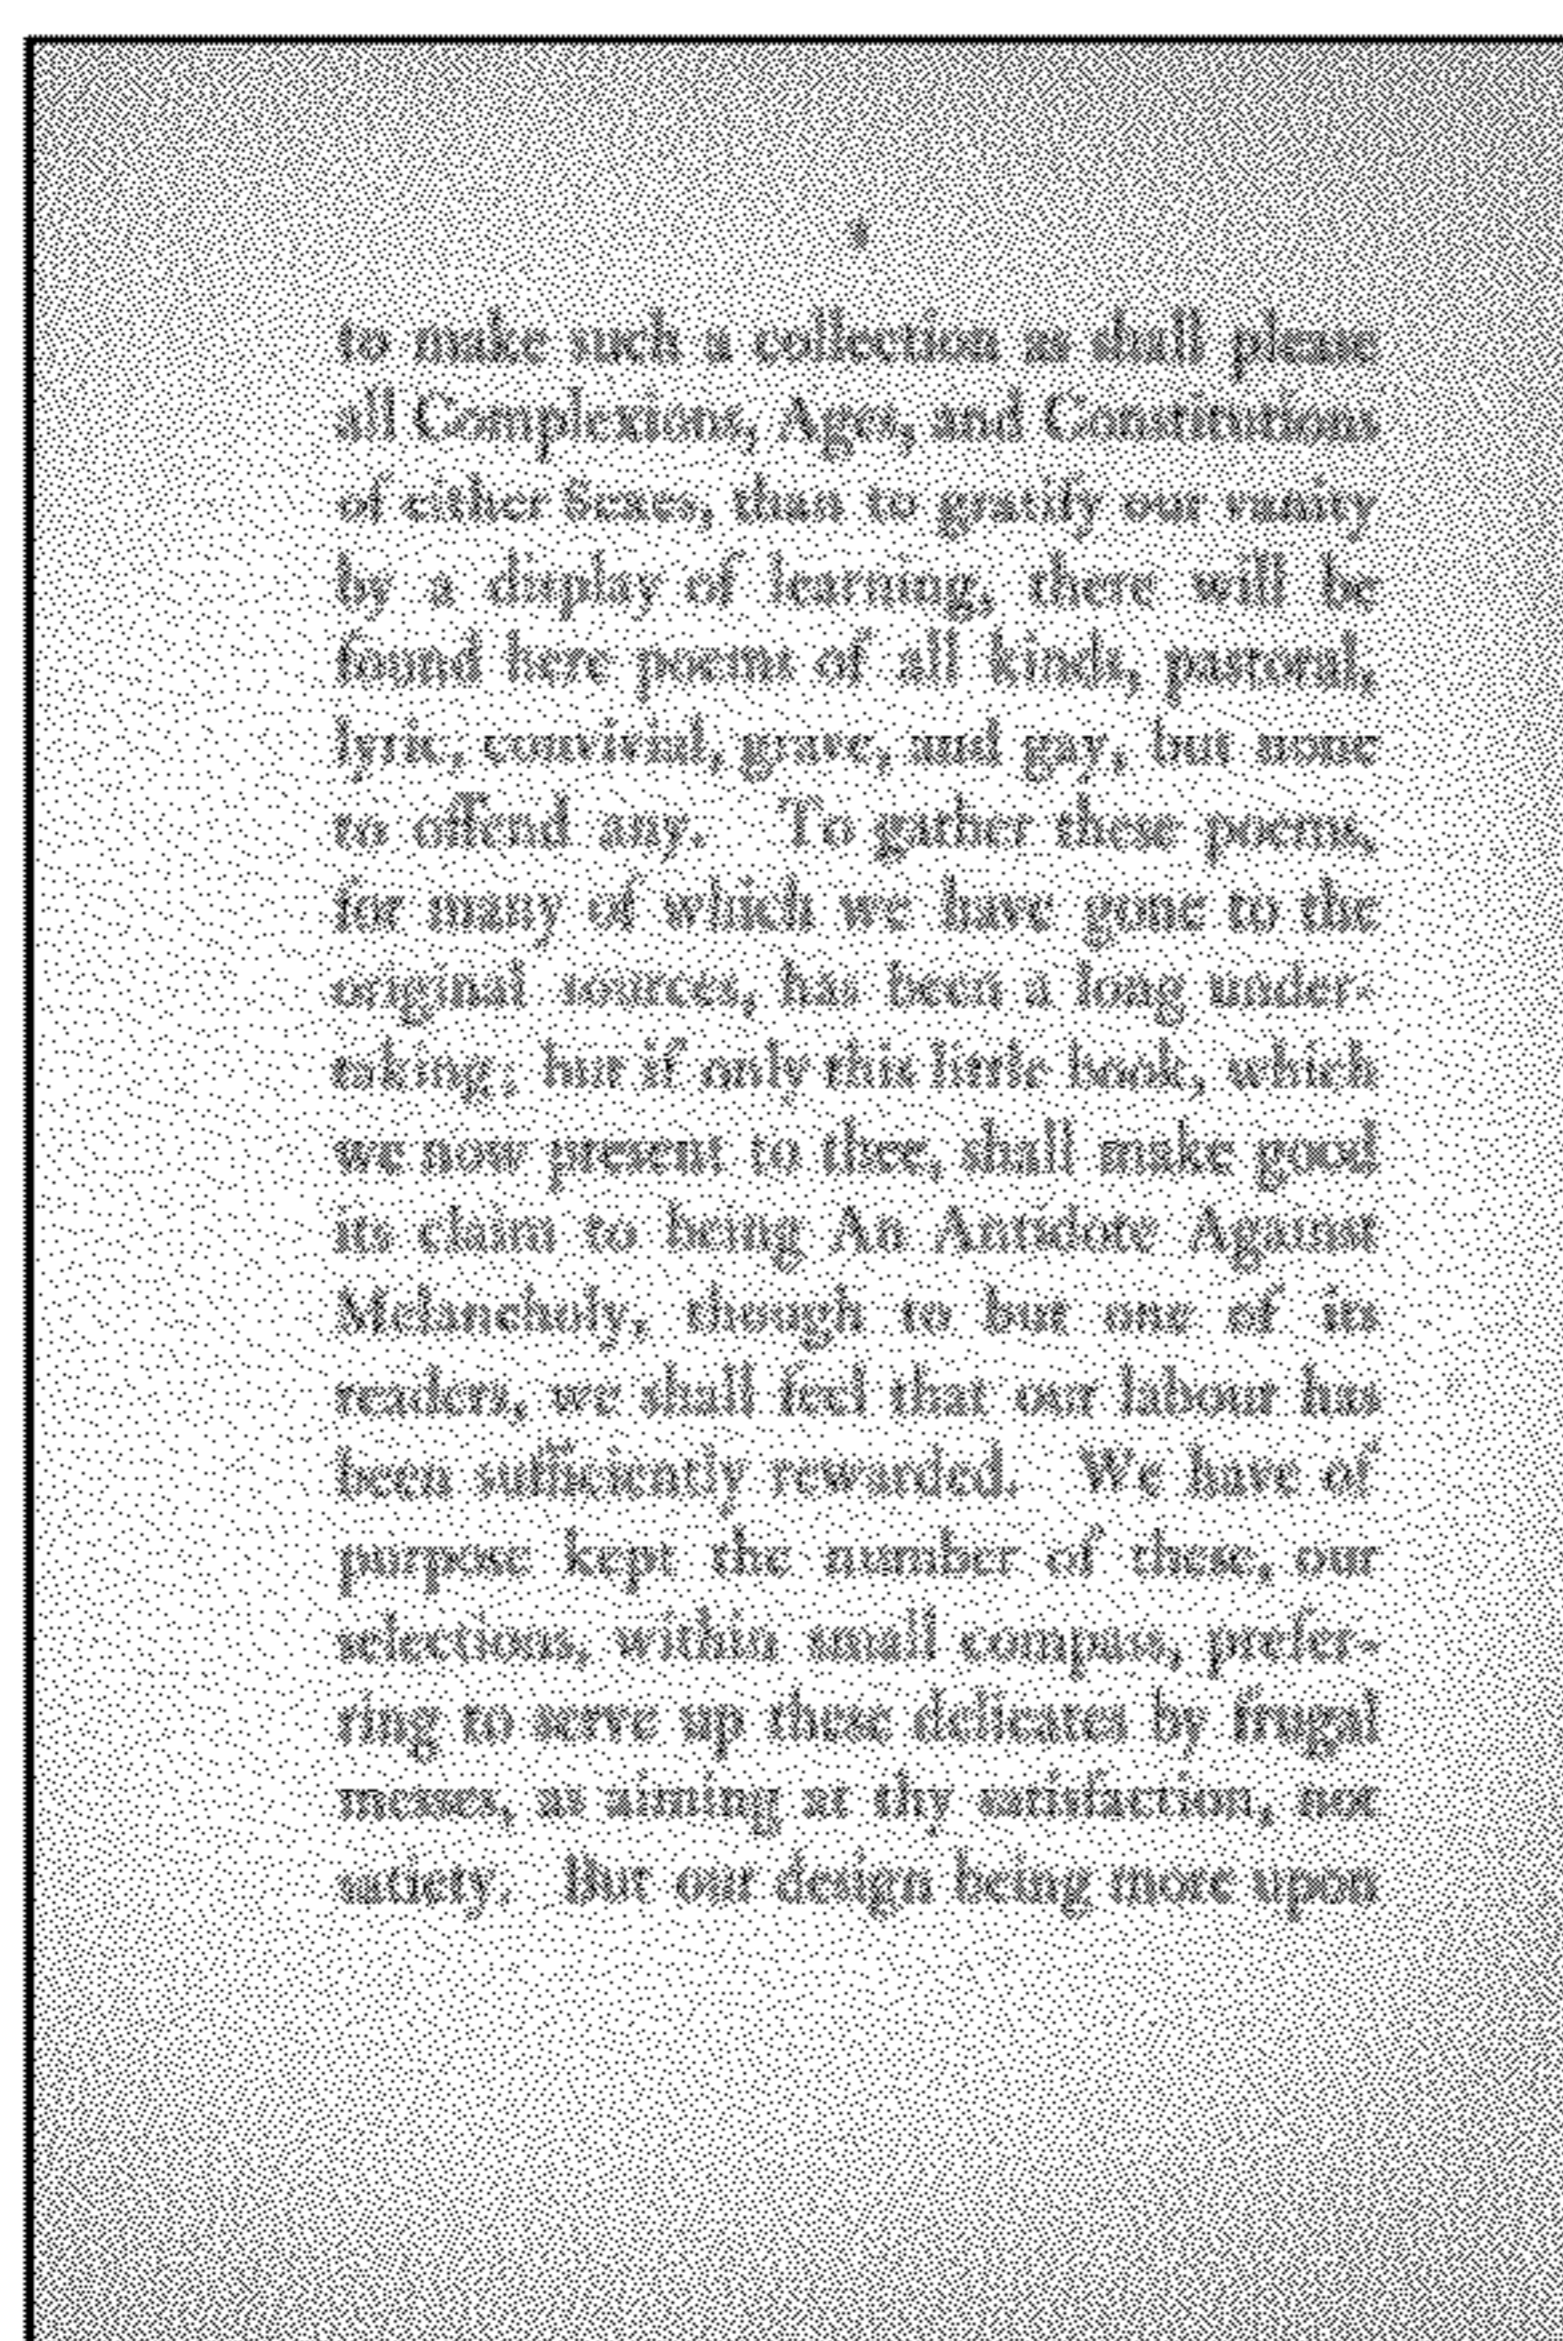 to make such a collection as shall please
all Complexions, Ages, and Constitutions
of either Sexes, than to gratify our vanity
by a display of learning, there will be
found here poems of all kinds, pastoral,
lyric, convivial, grave, and gay, but none
to offend any. To gather these poems,
for many of which we have gone to the
original sources, has been a long under-
taking; but if only this little book, which
we now present to thee, shall make good
its claim to being An Antidote Against
Melancholy, though to but one of its
readers, we shall feel that our labour has
been sufficiently rewarded. We have of
purpose kept the number of these, our
selections, within small compass, prefer-
ring to serve up these delicates by frugal
messes, as aiming at thy satisfaction, not
satiety. But our design being more upon